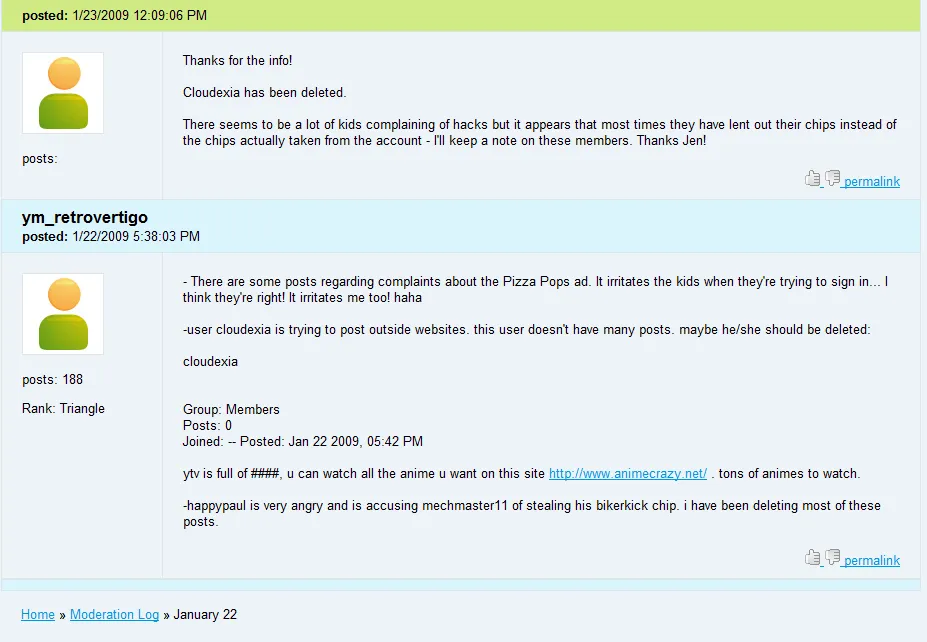 posted: 1/23/2009 12:09:06 PM
Thanks for the info!
Cloudexia has been deleted.
There seems to be a lot of kids complaining of hacks but it appears that most times they have lent out their chips instead of
the chips actually taken from the account - I'll keep a note on these members. Thanks Jen!
posts:
permalink
ym_retrovertigo
posted: 1/22/2009 5:38:03 PM
- There are some posts regarding complaints about the Pizza Pops ad. It irritates the kids when they're trying to sign in... I
think they're right! It irritates me too! haha
-user cloudexia is trying to post outside websites. this user doesn't have many posts. maybe he/she should be deleted:
cloudexia
posts: 188
Rank: Triangle
Group: Members
Posts: 0
Joined: -- Posted: Jan 22 2009, 05:42 PM
ytv is full of ####, u can watch all the anime u want on this site http://www.animecrazy.net/ . tons of animes to watch.
-happypaul is very angry and is accusing mechmaster11 of stealing his bikerkick chip. i have been deleting most of these
posts.
permalink
Home » Moderation Log » January 22